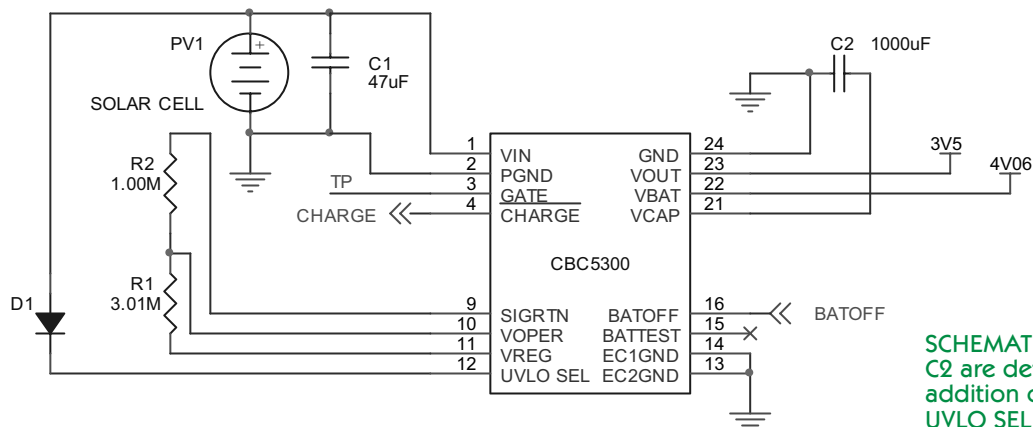 PV1
+
SOLAR CELL
C1
47uF
C2 1000uF
R2
1.00M
R1
3.01M
D1
TP
CHARGE
1 VIN
2 PGND
3 GATE
4 CHARGE
9 SIGRTN
10 VOPER
11 VREG
12 UVLO SEL
CBC5300
24 GND
23 VOUT
22 VBAT
21 VCAP
16 BATOFF
15 BATTEST
14 EC1GND
13 EC2GND
3V5
4V06
BATOFF
SCHEMAT
C2 are de
addition
UVLO SEL